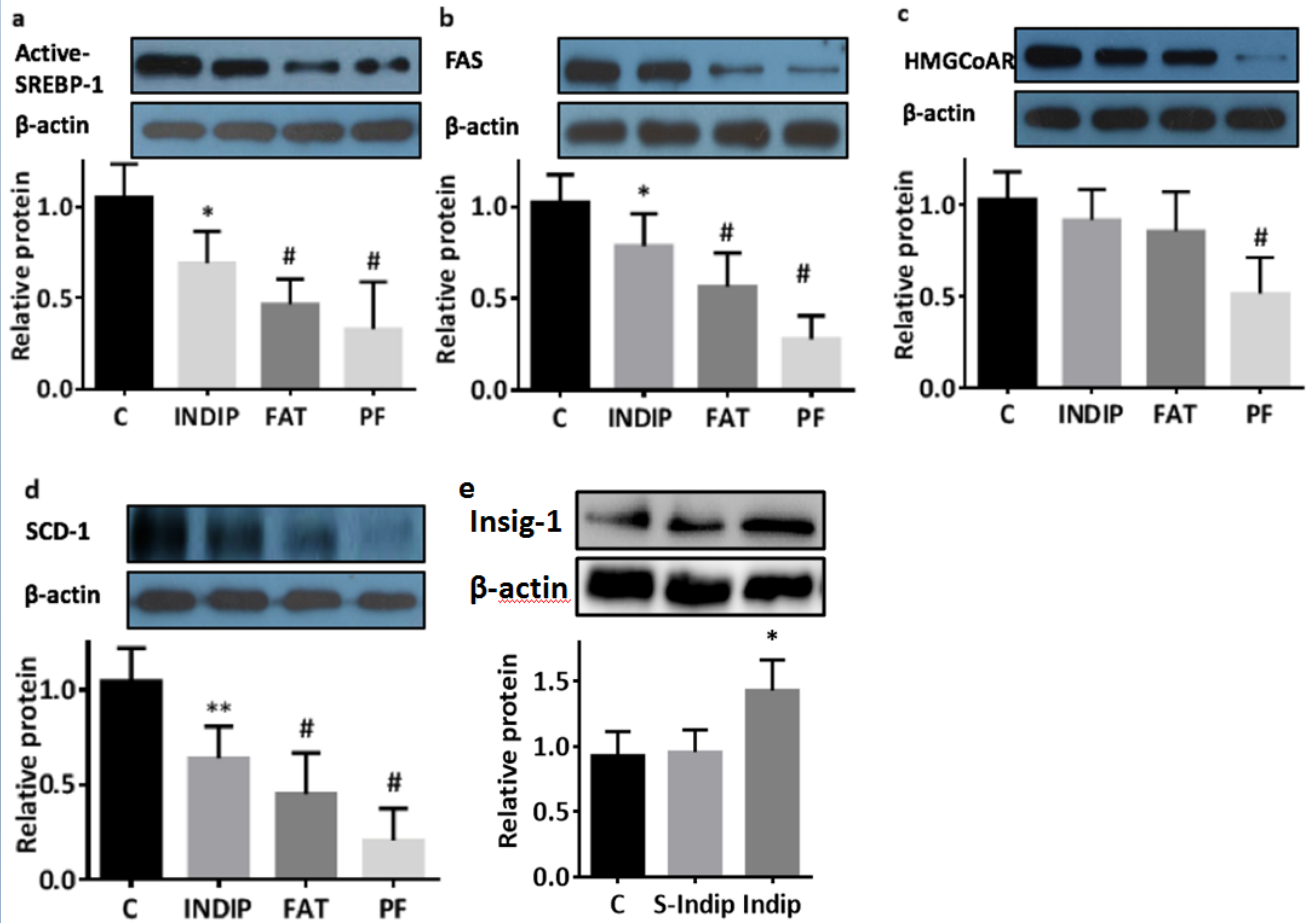 a
Active-
SREBP-1
β-actin
Relative protein
1.0
0.5
0.0
*
#
#
C INDIP FAT PF
b
FAS
β-actin
Relative protein
1.0
0.5
0.0
*
#
#
C INDIP FAT PF
c
HMGCoAR
β-actin
Relative protein
1.0
0.5
0.0
#
C INDIP FAT PF
d
SCD-1
β-actin
Relative protein
1.0
0.5
0.0
**
#
#
C INDIP FAT PF
e
Insig-1
β-actin
Relative protein
1.5
1.0
0.5
0.0
*
C S-Indip Indip